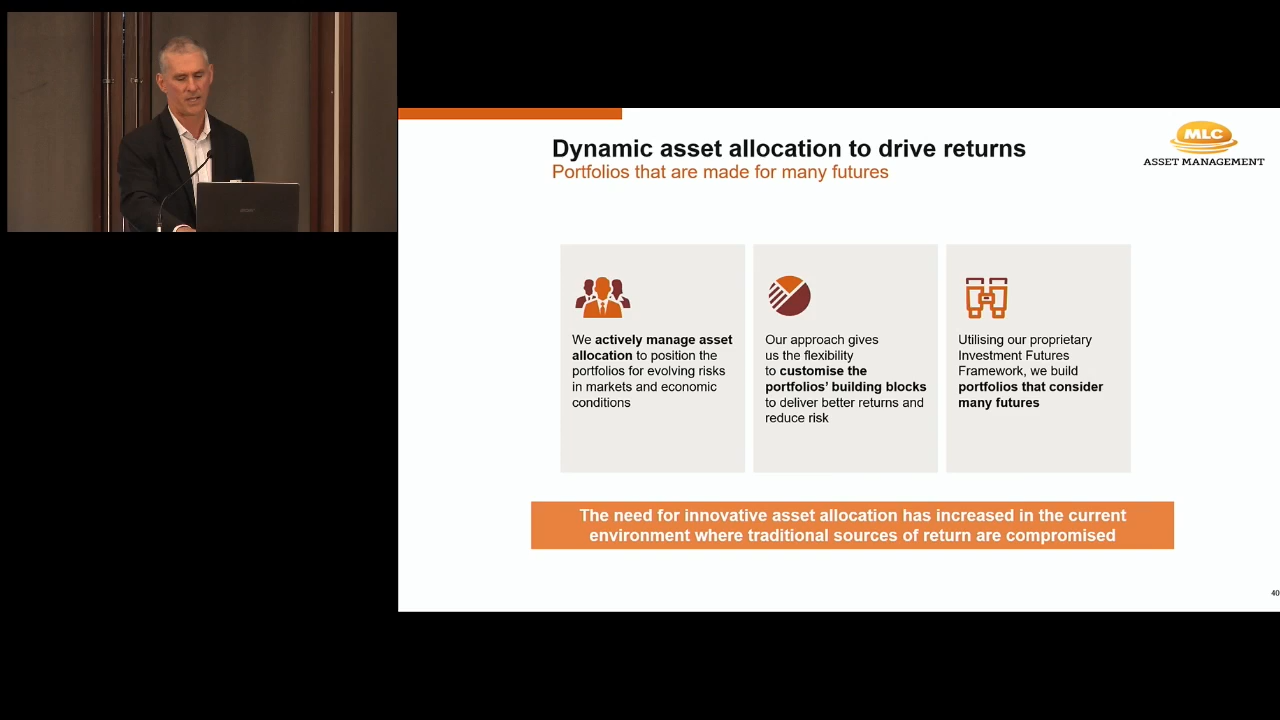 Dynamic asset allocation to drive returns
Portfolios that are made for many futures
MLC
ASSET MANAGEMENT
We actively manage asset
allocation to position the
portfolios for evolving risks
in markets and economic
conditions
Our approach gives
us the flexibility
to customise the
portfolios’ building blocks
to deliver better returns and
reduce risk
Utilising our proprietary
Investment Futures
Framework, we build
portfolios that consider
many futures
The need for innovative asset allocation has increased in the current
environment where traditional sources of return are compromised
40